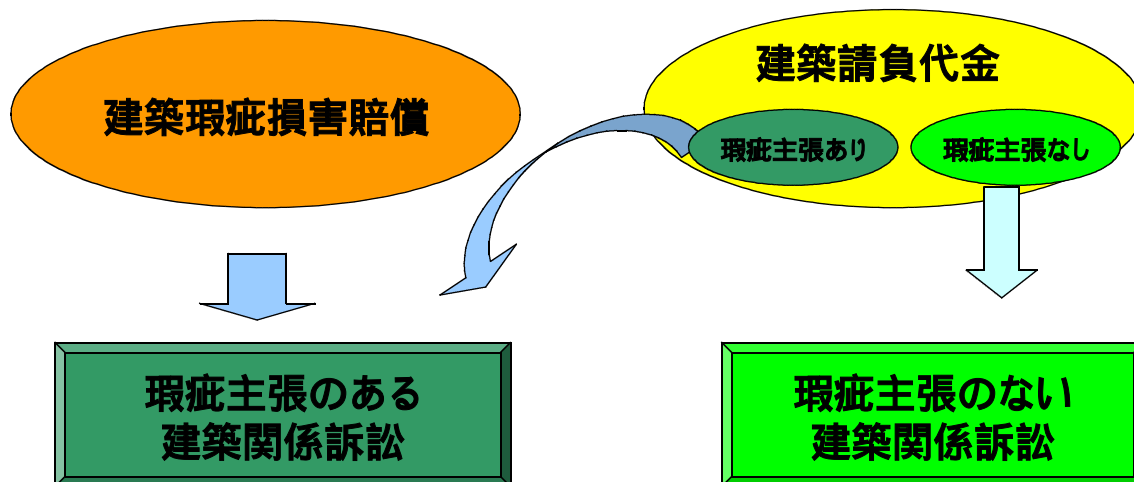 建築瑕疵損害賠償
建築請負代金
瑕疵主張あり
瑕疵主張なし
瑕疵主張のある
建築関係訴訟
瑕疵主張のない
建築関係訴訟